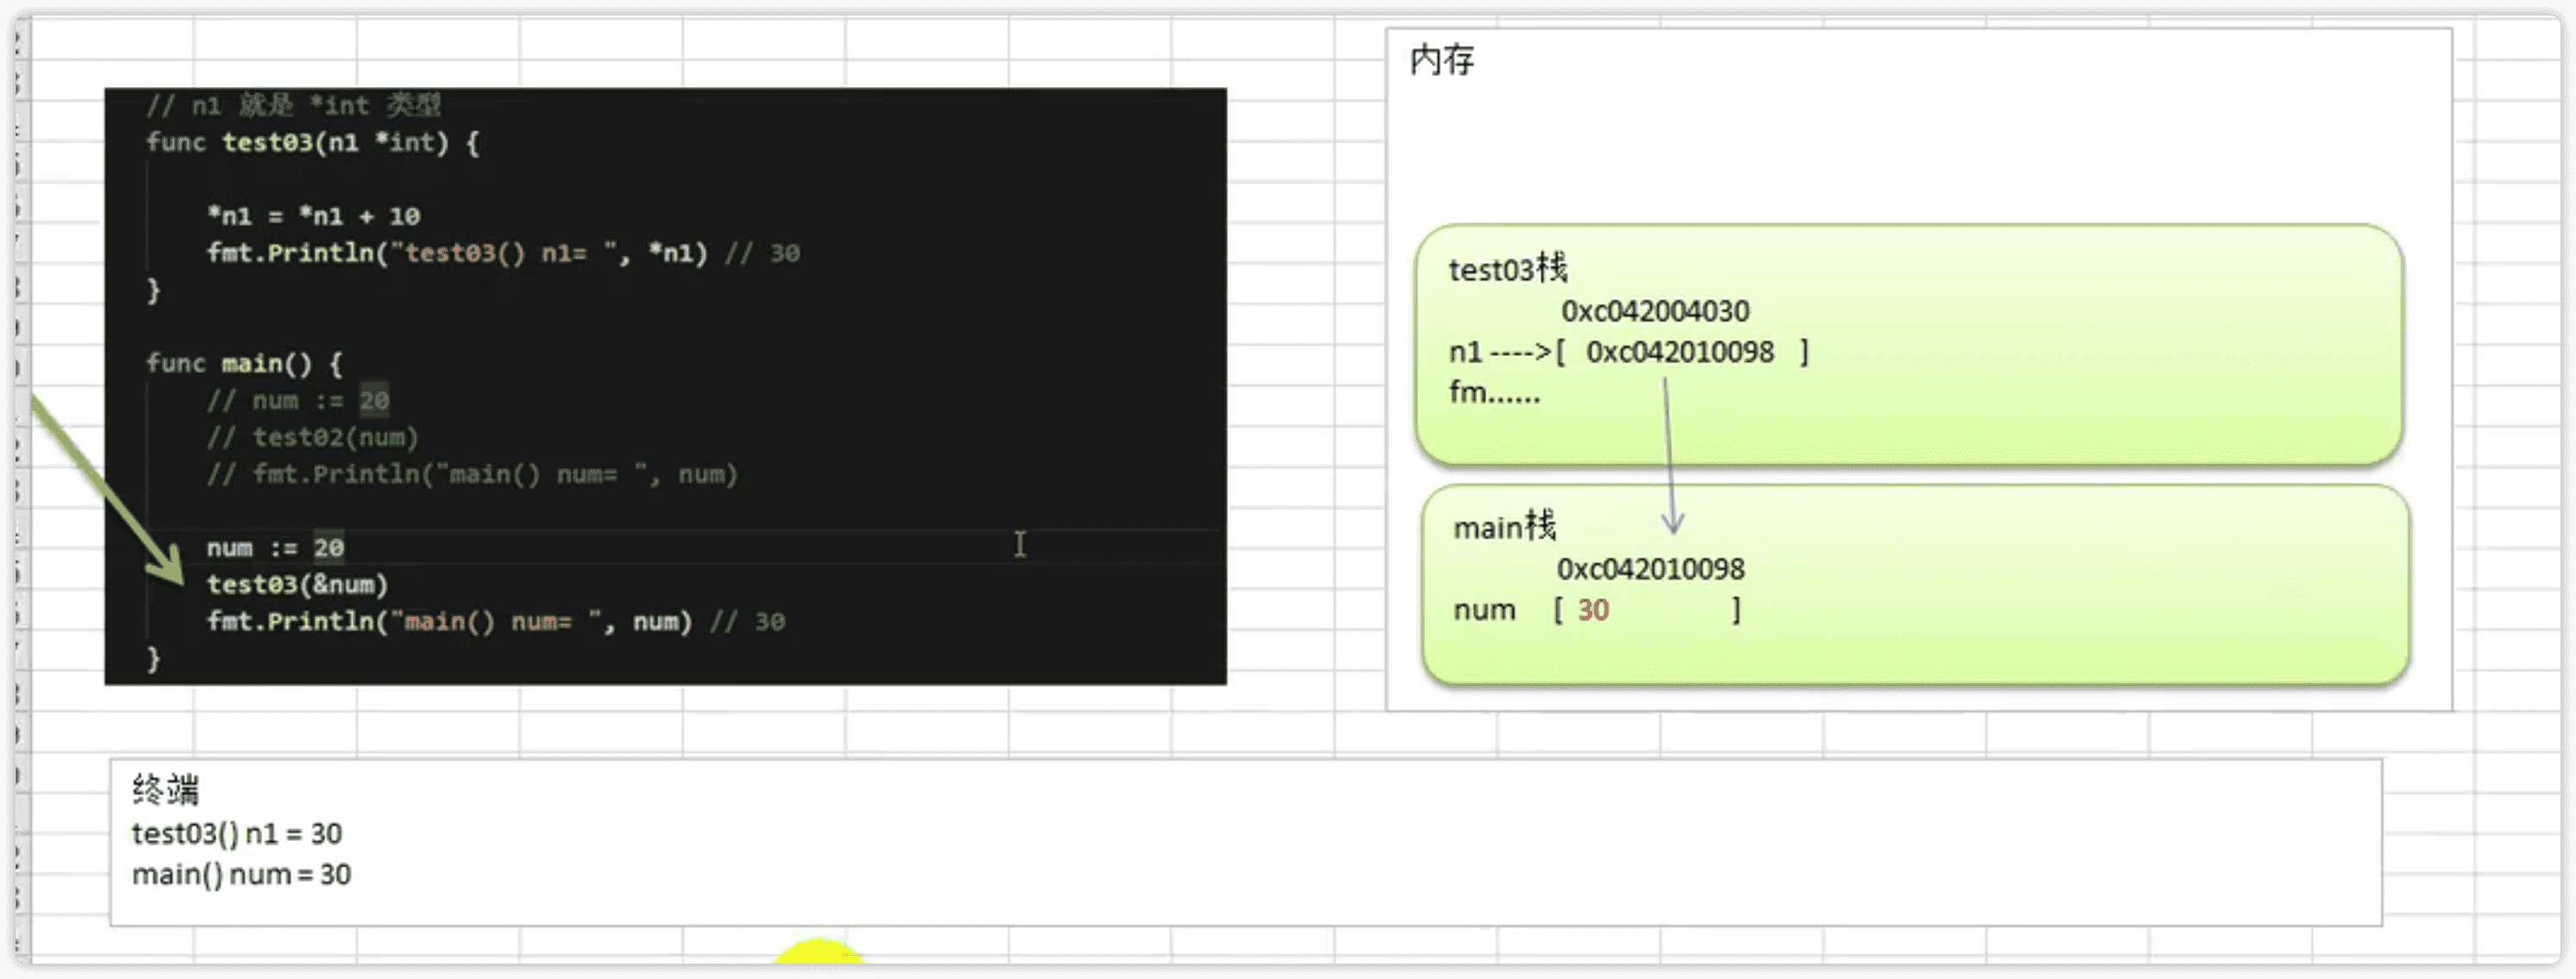 // n1 就是 *int 类型
func test03(n1 *int) {
*n1 = *n1 + 10
fmt.Println("test03() n1= ", *n1) // 30
}
func main() {
// num := 20
// test02(num)
// fmt.Println("main() num= ", num)
num := 20
test03(&num)
fmt.Println("main() num= ", num) // 30
}
内存
test03栈
0xc042004030
n1 ---->[ 0xc042010098 ]
fm......
main栈
0xc042010098
num [ 30 ]
终端
test03() n1 = 30
main() num = 30